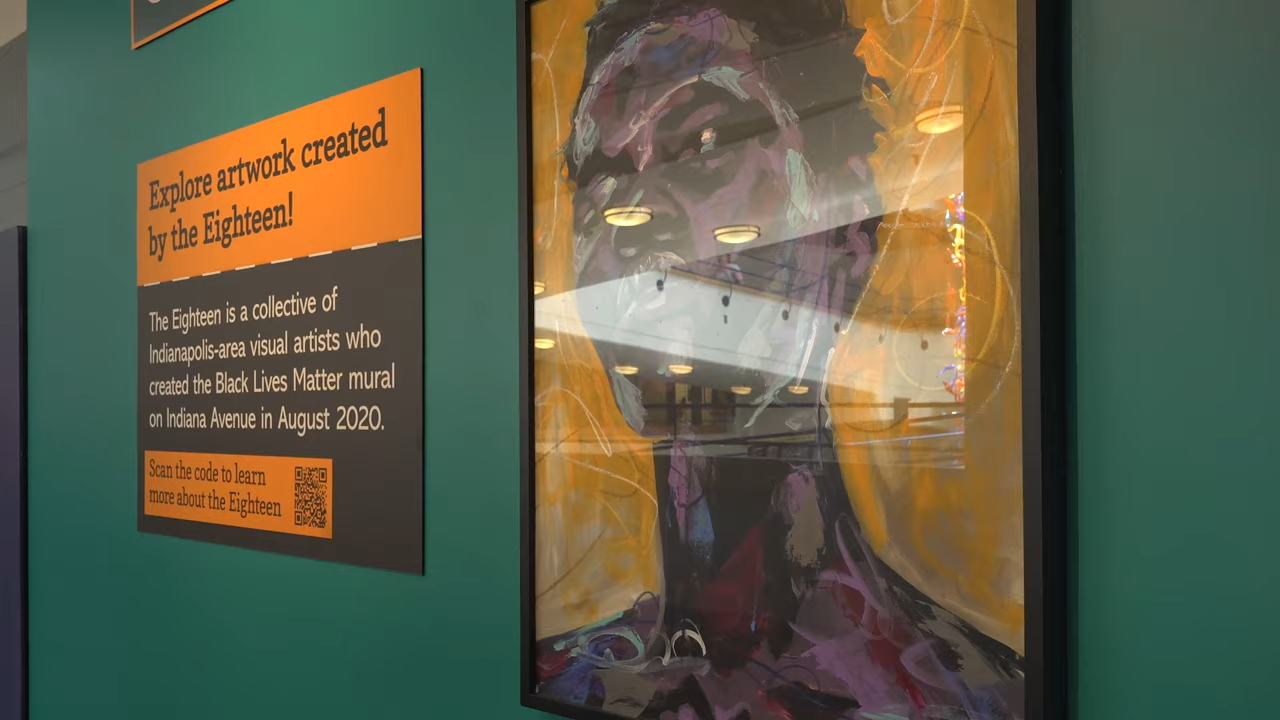 Explore artwork created
by the Eighteen!
The Eighteen is a collective of
Indianapolis-area visual artists who
created the Black Lives Matter mural
on Indiana Avenue in August 2020.
Scan the code to learn
more about the Eighteen